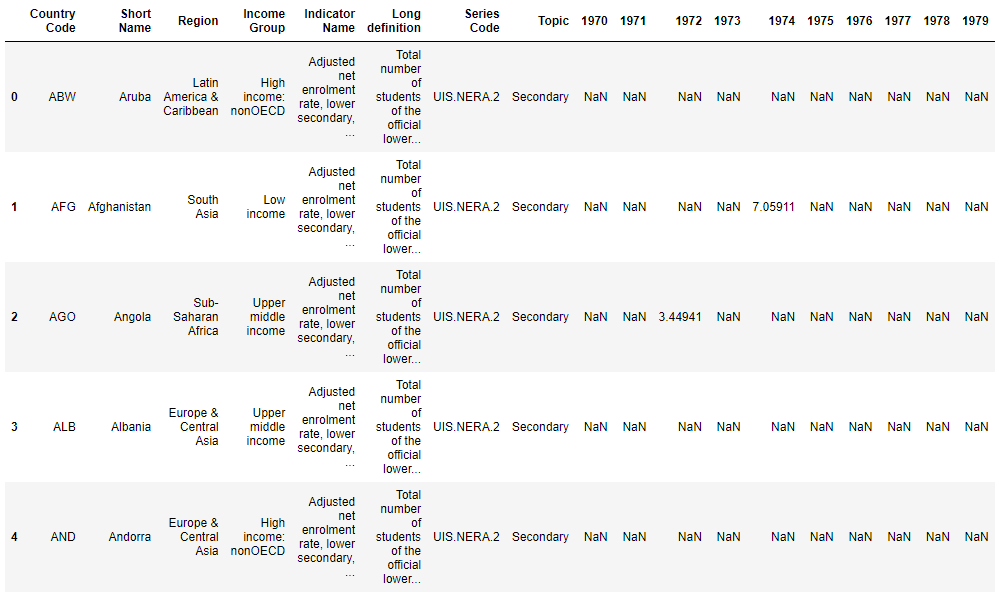 Country Code Short Name Region Income Group Indicator Name Long definition Series Code Topic 1970 1971 1972 1973 1974 1975 1976 1977 1978 1979
0 ABW Aruba Latin America & Caribbean High income: nonOECD Adjusted net enrolment rate, lower secondary, ... Total number of students of the official lower... UIS.NERA.2 Secondary NaN NaN NaN NaN NaN NaN NaN NaN NaN NaN
1 AFG Afghanistan South Asia Low income Adjusted net enrolment rate, lower secondary, ... Total number of students of the official lower... UIS.NERA.2 Secondary NaN NaN NaN NaN 7.05911 NaN NaN NaN NaN NaN
2 AGO Angola Sub-Saharan Africa Upper middle income Adjusted net enrolment rate, lower secondary, ... Total number of students of the official lower... UIS.NERA.2 Secondary NaN NaN 3.44941 NaN NaN NaN NaN NaN NaN NaN
3 ALB Albania Europe & Central Asia Upper middle income Adjusted net enrolment rate, lower secondary, ... Total number of students of the official lower... UIS.NERA.2 Secondary NaN NaN NaN NaN NaN NaN NaN NaN NaN NaN
4 AND Andorra Europe & Central Asia High income: nonOECD Adjusted net enrolment rate, lower secondary, ... Total number of students of the official lower... UIS.NERA.2 Secondary NaN NaN NaN NaN NaN NaN NaN NaN NaN NaN